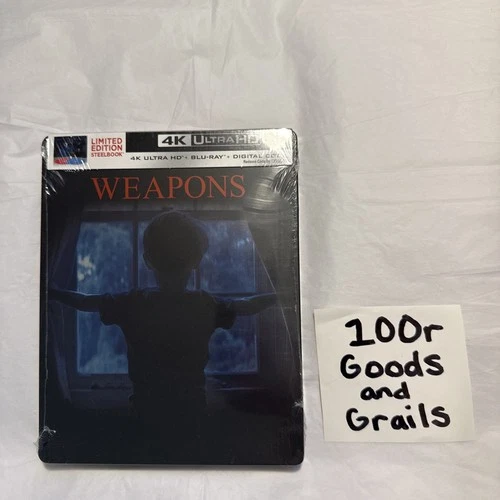 LIMITED
EDITION
STEELBOOK
4K ULTRA HD
4K ULTRA HD + BLU-RAY + DIGITAL
WEAPONS
100r
Goods
and
Grails